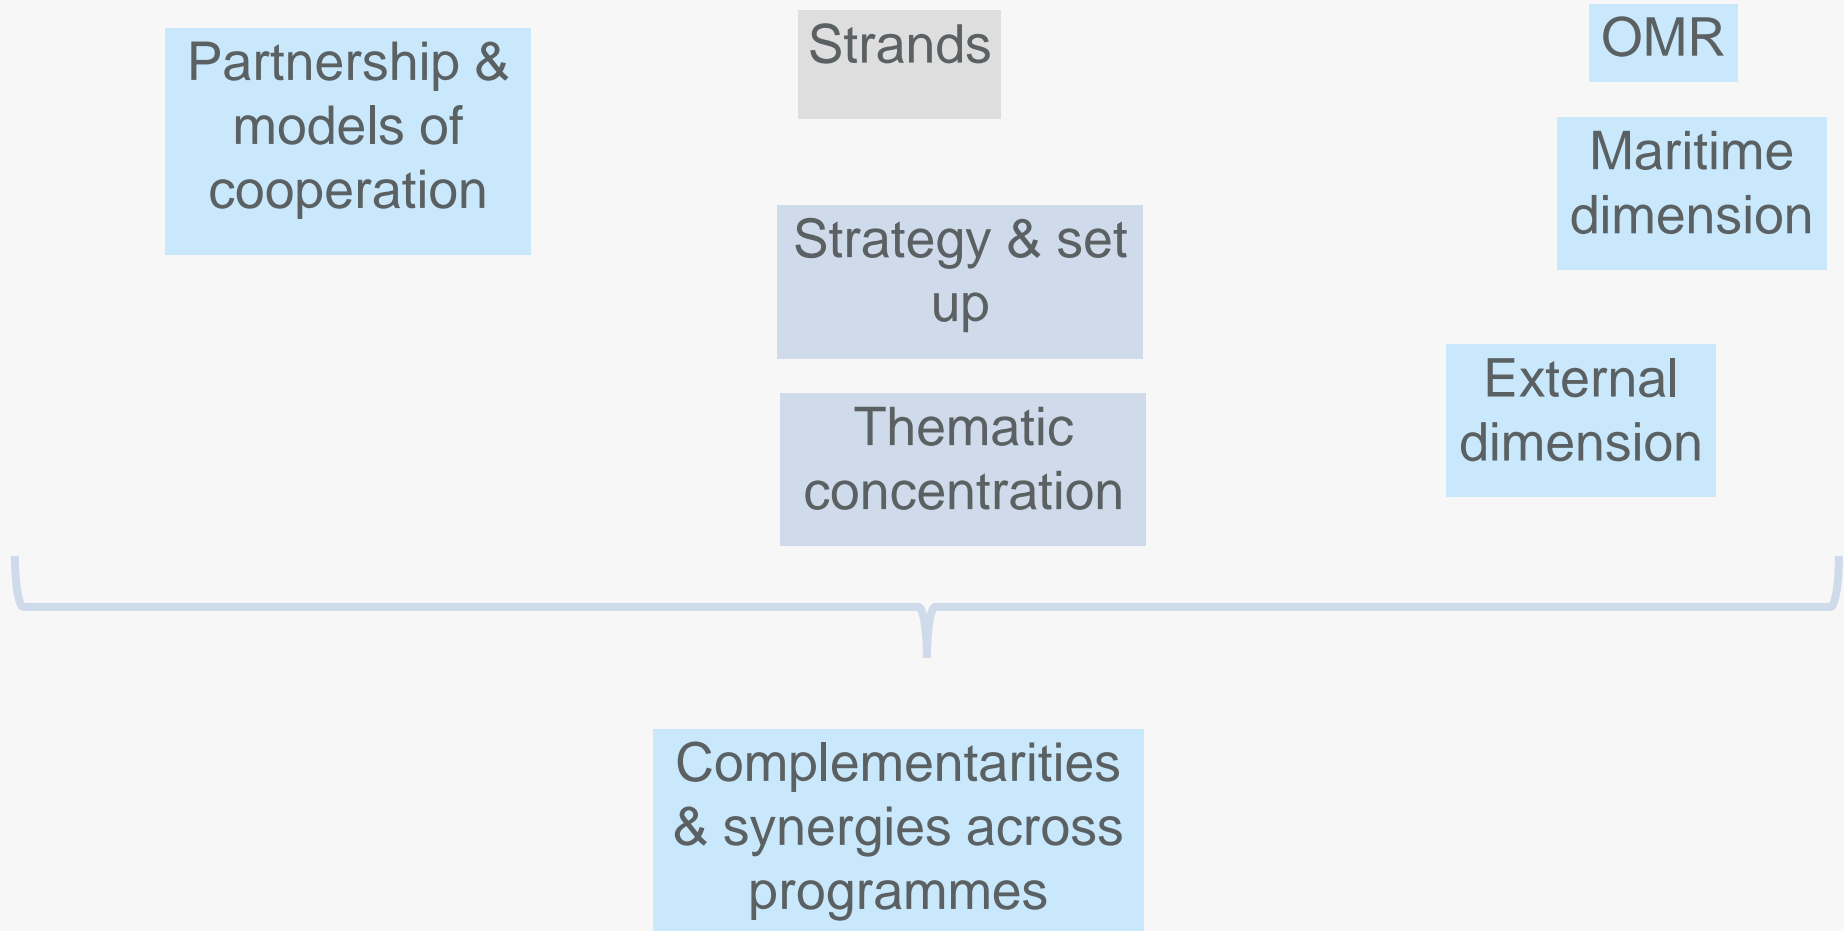 Partnership &
models of
cooperation
Strands
Strategy & set
up
Thematic
concentration
OMR
Maritime
dimension
External
dimension
Complementarities
& synergies across
programmes